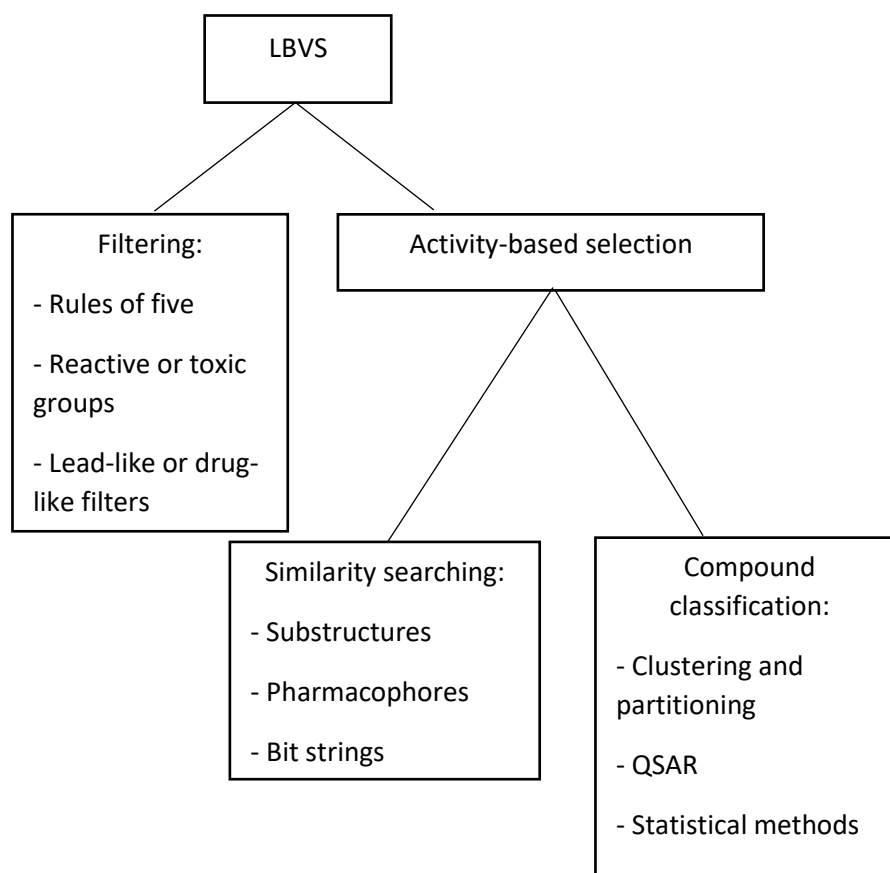 LBVS
Filtering:
- Rules of five
- Reactive or toxic
groups
- Lead-like or drug-
like filters
Activity-based selection
Similarity searching:
- Substructures
- Pharmacophores
- Bit strings
Compound
classification:
- Clustering and
partitioning
- QSAR
- Statistical methods